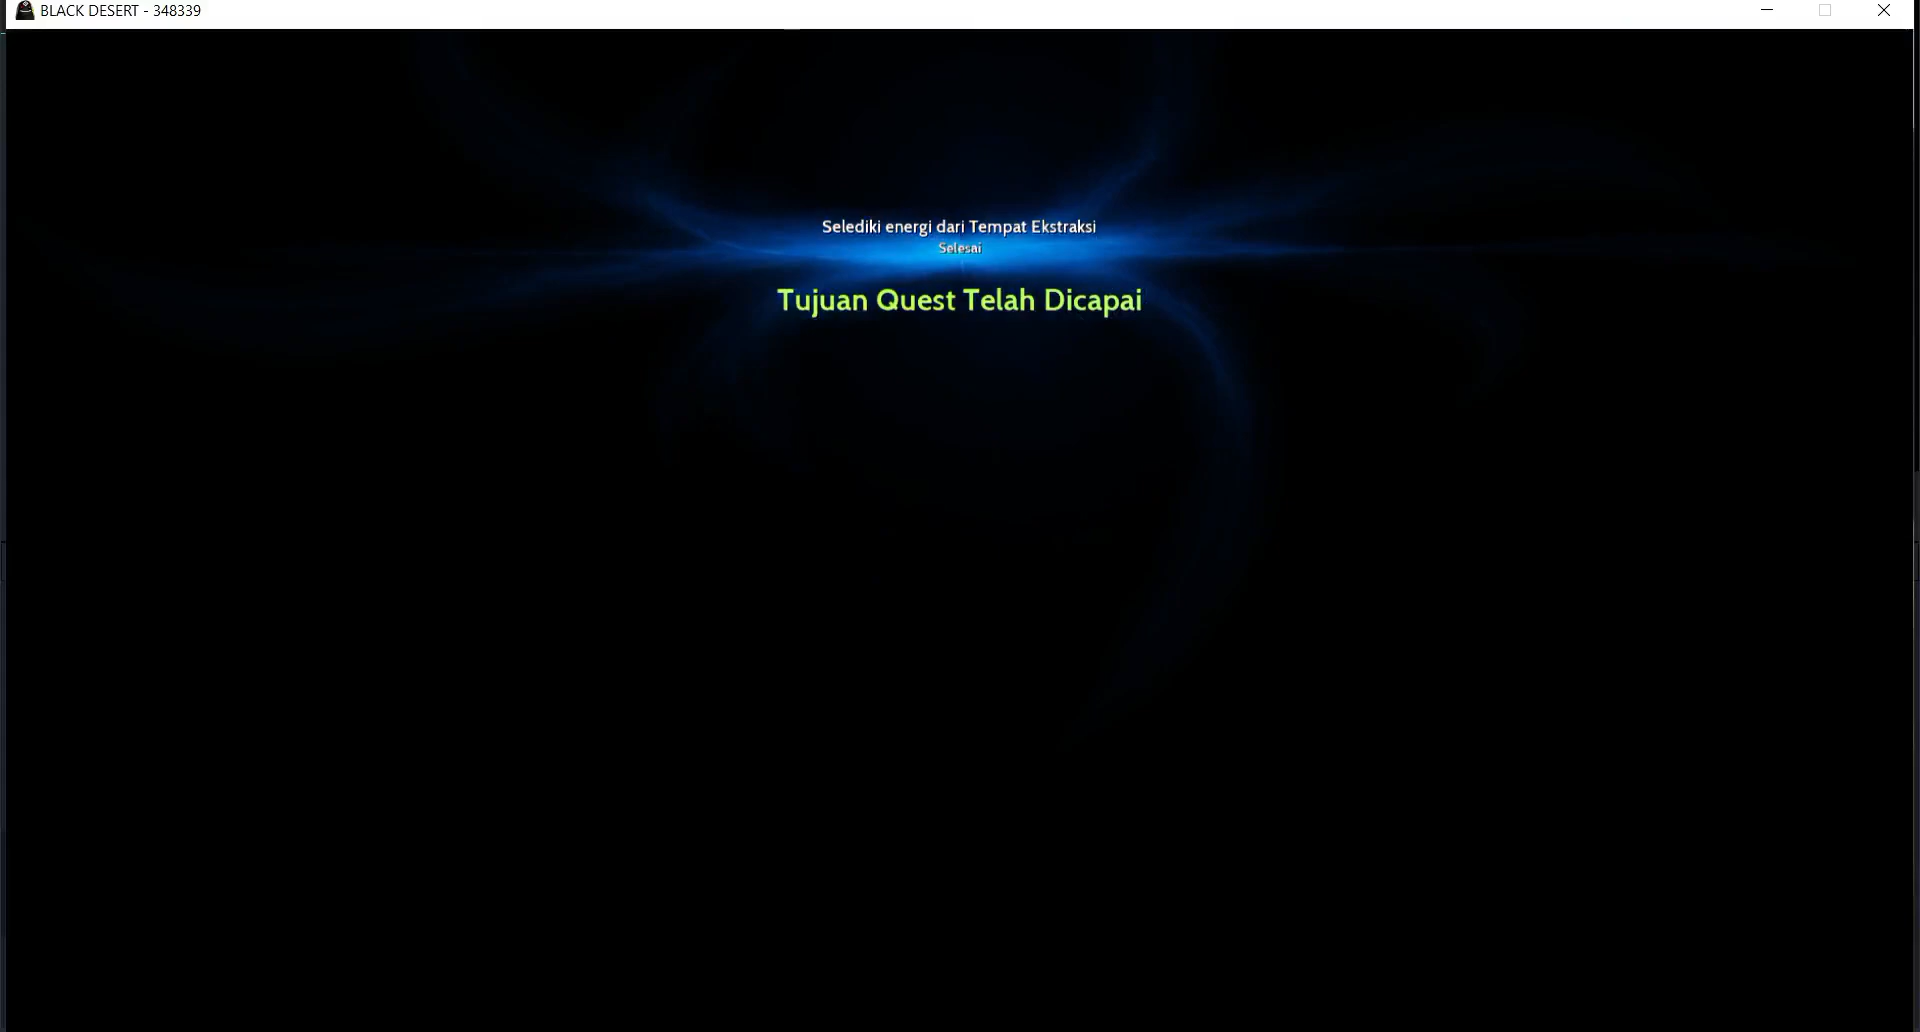 BLACK DESERT - 348339
Selediki energi dari Tempat Ekstraksi
Selesai
Tujuan Quest Telah Dicapai